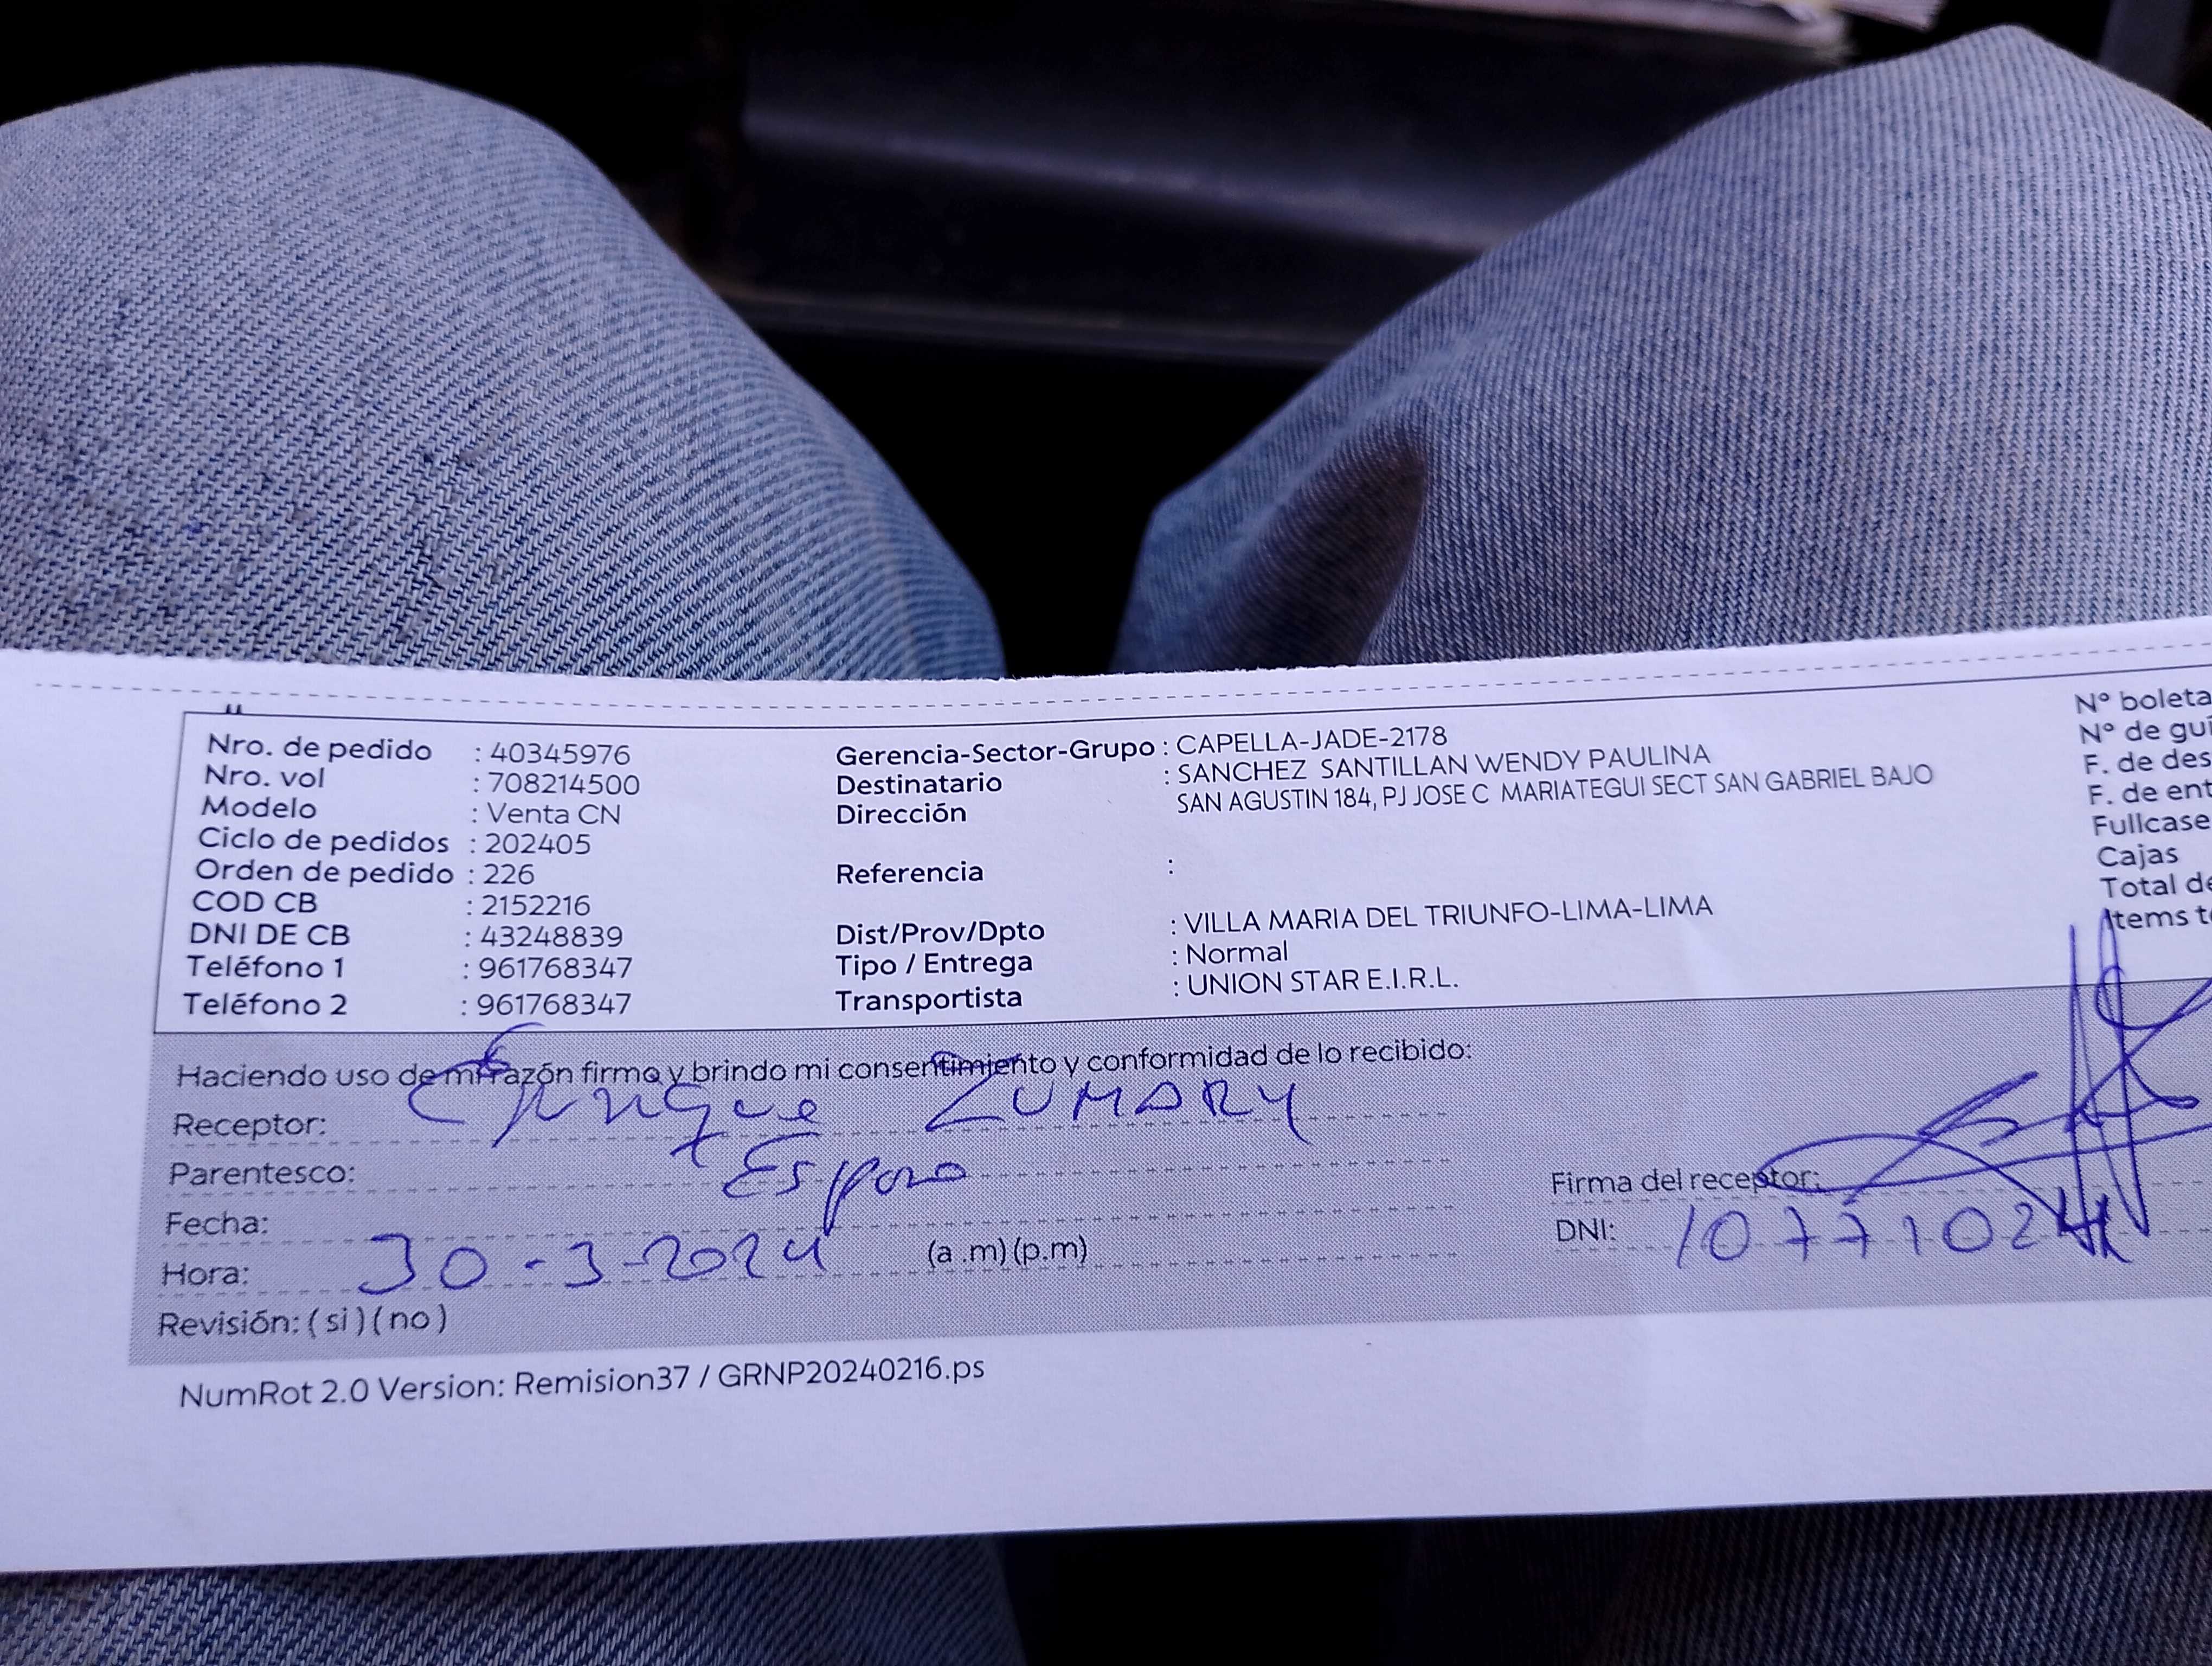 Nro. de pedido : 40345976
Nro. vol : 708214500
Modelo : Venta CN
Ciclo de pedidos : 202405
Orden de pedido : 226
COD CB : 2152216
DNI DE CB : 43248839
Teléfono 1 : 961768347
Teléfono 2 : 961768347
Gerencia-Sector-Grupo : CAPELLA-JADE-2178
Destinatario : SANCHEZ SANTILLAN WENDY PAULINA
Dirección SAN AGUSTIN 184, PJ JOSE C MARIATEGUI SECT SAN GABRIEL BAJO
Referencia :
Dist/Prov/Dpto : VILLA MARIA DEL TRIUNFO-LIMA-LIMA
Tipo / Entrega : Normal
Transportista : UNION STAR E.I.R.L.
N° boleta
N° de gui
F. de des
F. de ent
Fullcase
Cajas
Total de
Items to
Haciendo uso de mi razón firmo y brindo mi consentimiento y conformidad de lo recibido:
Receptor: Enrique ZUMARY
Parentesco: Esposo
Fecha:
Hora: 30-3-2024 (a .m) (p.m)
Revisión: ( si ) ( no )
Firma del receptor:
DNI:
NumRot 2.0 Version: Remision37 / GRNP20240216.ps